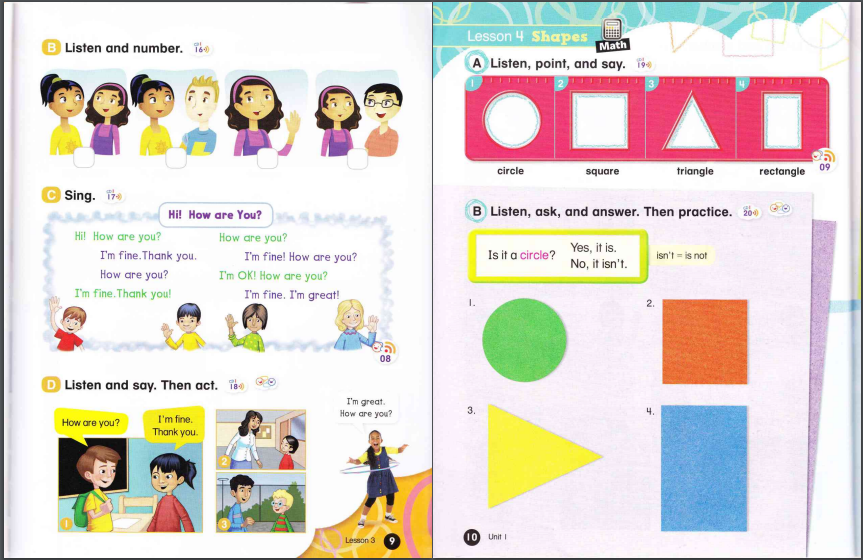 B Listen and number. CD1 16
C Sing. CD1 17
Hi! How are You?
Hi! How are you?
I'm fine.Thank you.
How are you?
I'm fine.Thank you!
How are you?
I'm fine! How are you?
I'm OK! How are you?
I'm fine. I'm great!
08
D Listen and say. Then act. CD1 18
How are you?
I'm fine.
Thank you.
1
2
3
I'm great.
How are you?
Lesson 3 9
Lesson 4 Shapes
Math
A Listen, point, and say. CD1 19
1 2 3 4
circle square triangle rectangle
09
B Listen, ask, and answer. Then practice. CD1 20
Is it a circle?
Yes, it is.
No, it isn't.
isn't = is not
1.
2.
3.
4.
10 Unit 1